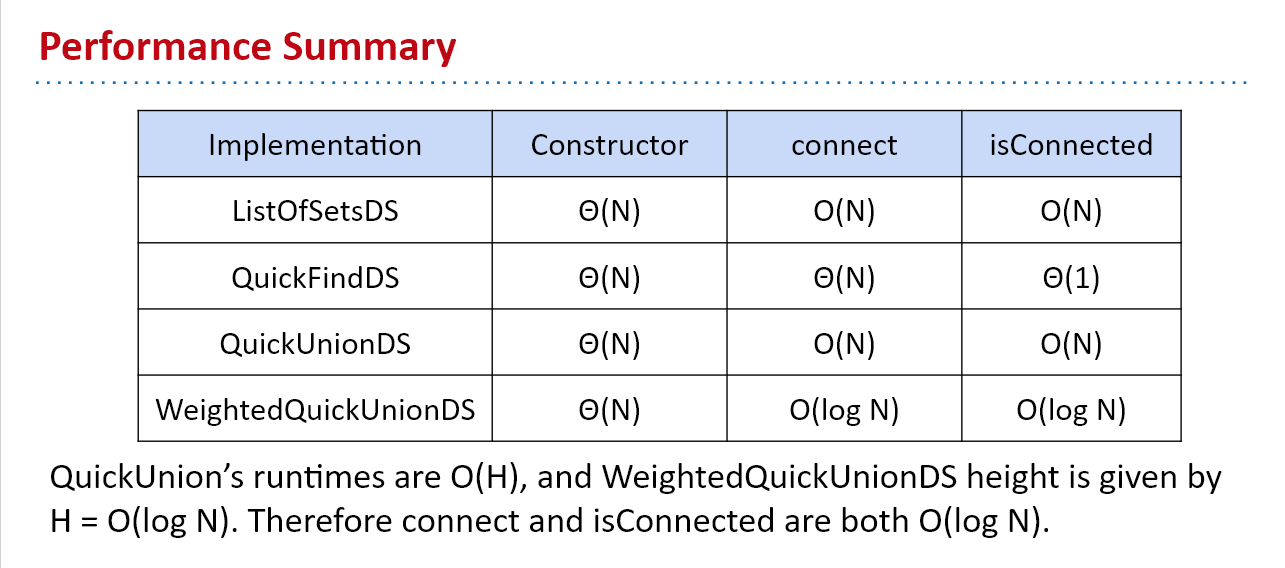 Performance Summary
Implementation Constructor connect isConnected
ListOfSetsDS Θ(N) O(N) O(N)
QuickFindDS Θ(N) Θ(N) Θ(1)
QuickUnionDS Θ(N) O(N) O(N)
WeightedQuickUnionDS Θ(N) O(log N) O(log N)
QuickUnion’s runtimes are O(H), and WeightedQuickUnionDS height is given by
H = O(log N). Therefore connect and isConnected are both O(log N).